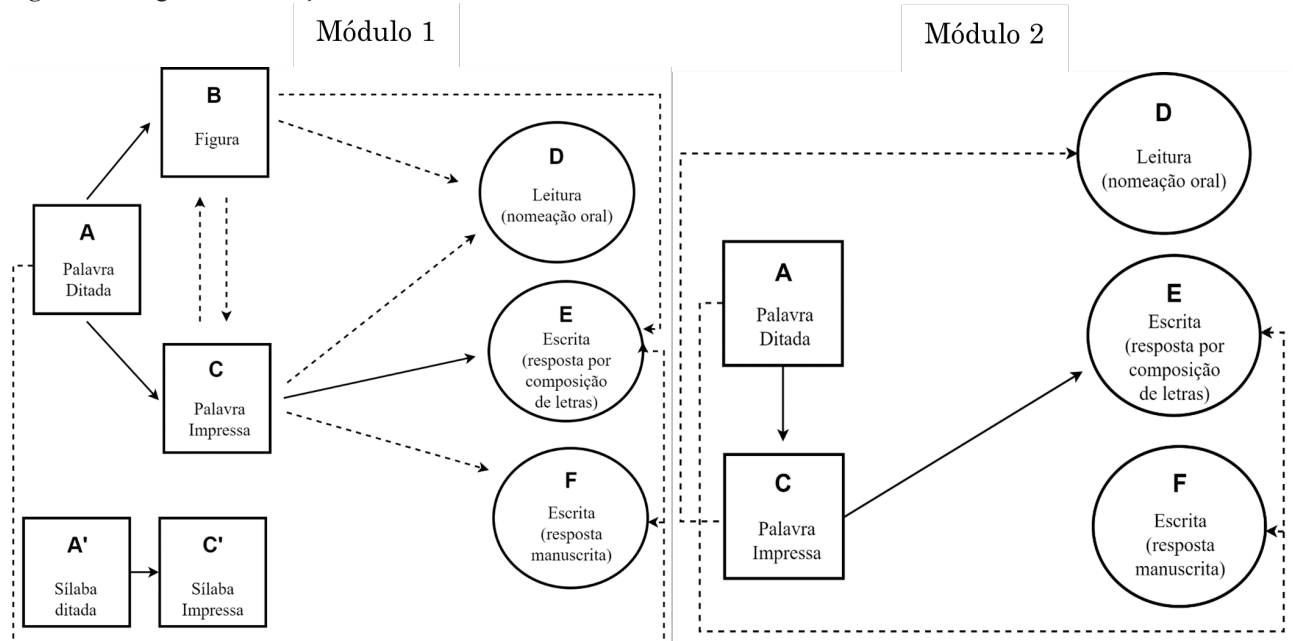 Módulo 1
B
Figura
A
Palavra
Ditada
C
Palavra
Impressa
D
Leitura
(nomeação oral)
E
Escrita
(resposta por
composição
de letras)
F
Escrita
(resposta
manuscrita)
A'
Sílaba
ditada
C'
Sílaba
Impressa
Módulo 2
D
Leitura
(nomeação oral)
A
Palavra
Ditada
E
Escrita
(resposta por
composição
de letras)
C
Palavra
Impressa
F
Escrita
(resposta
manuscrita)